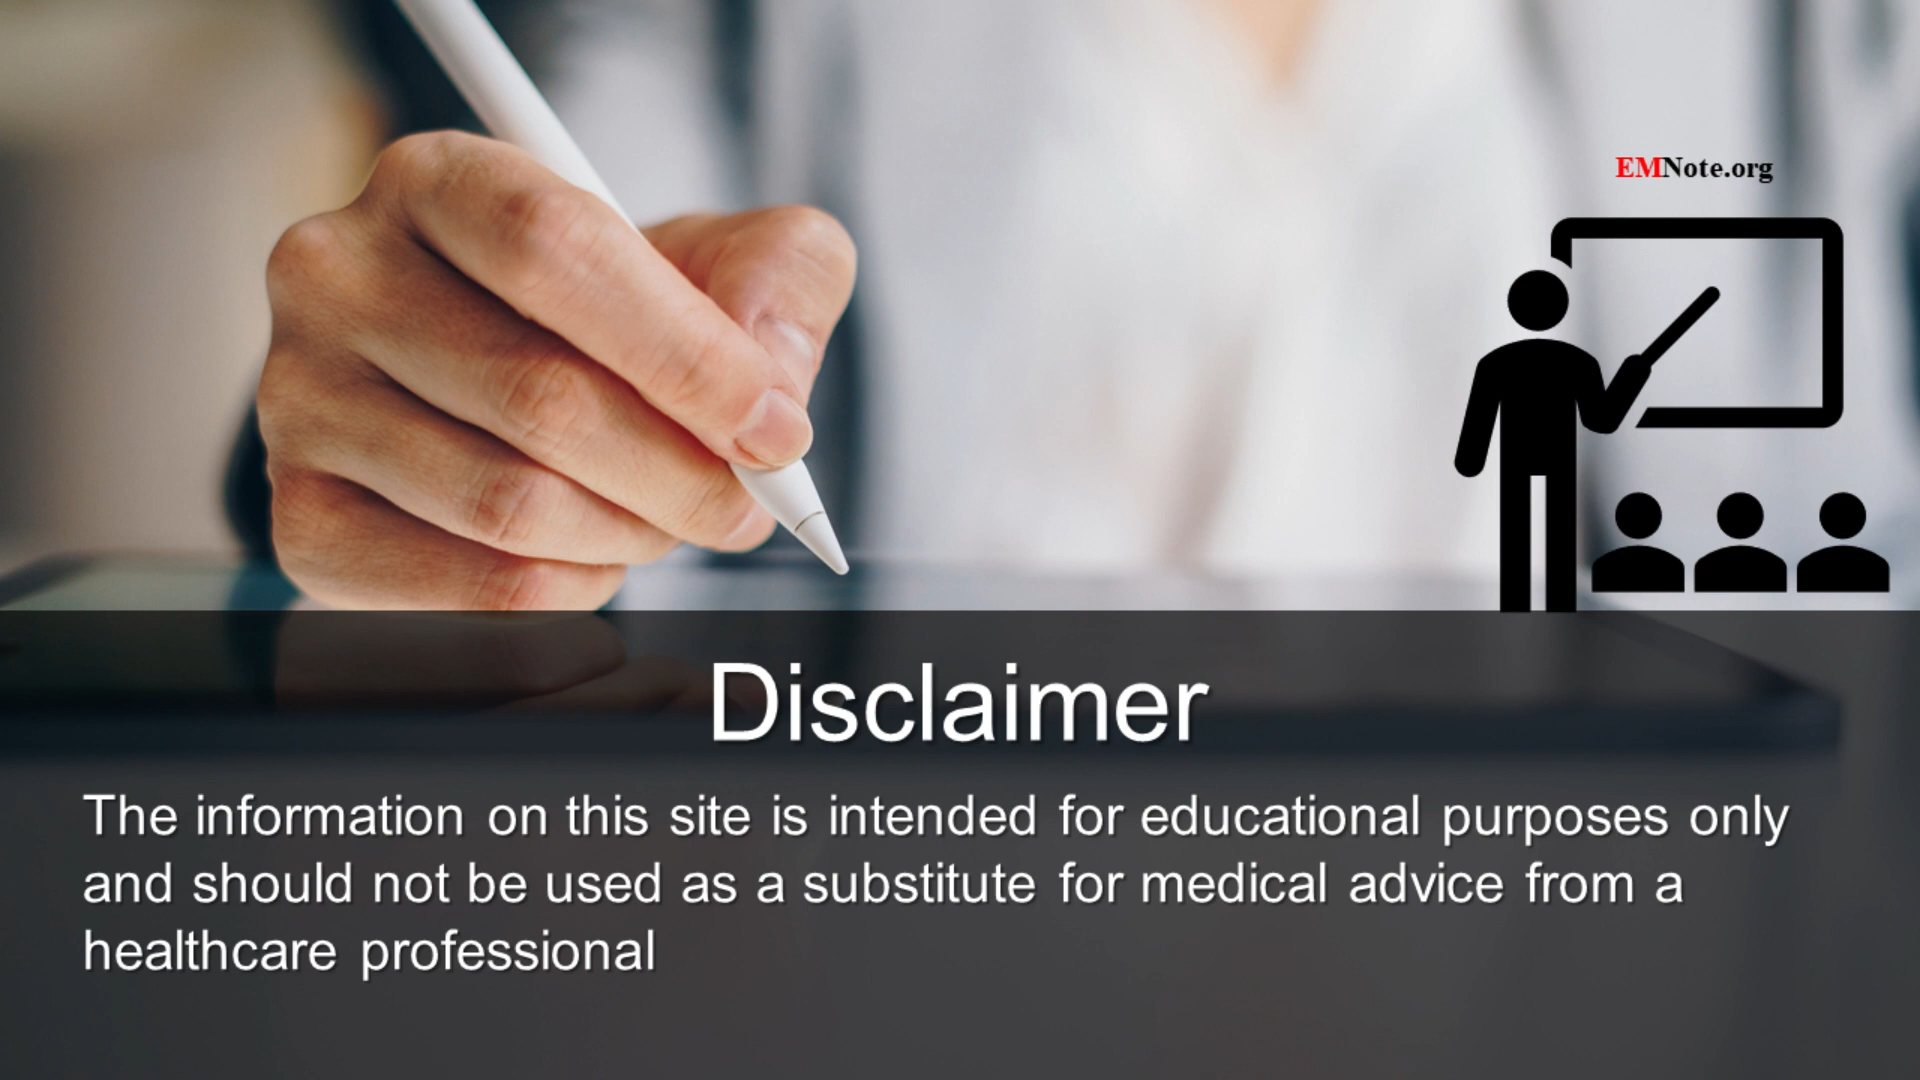 EMNote.org
Disclaimer
The information on this site is intended for educational purposes only
and should not be used as a substitute for medical advice from a
healthcare professional